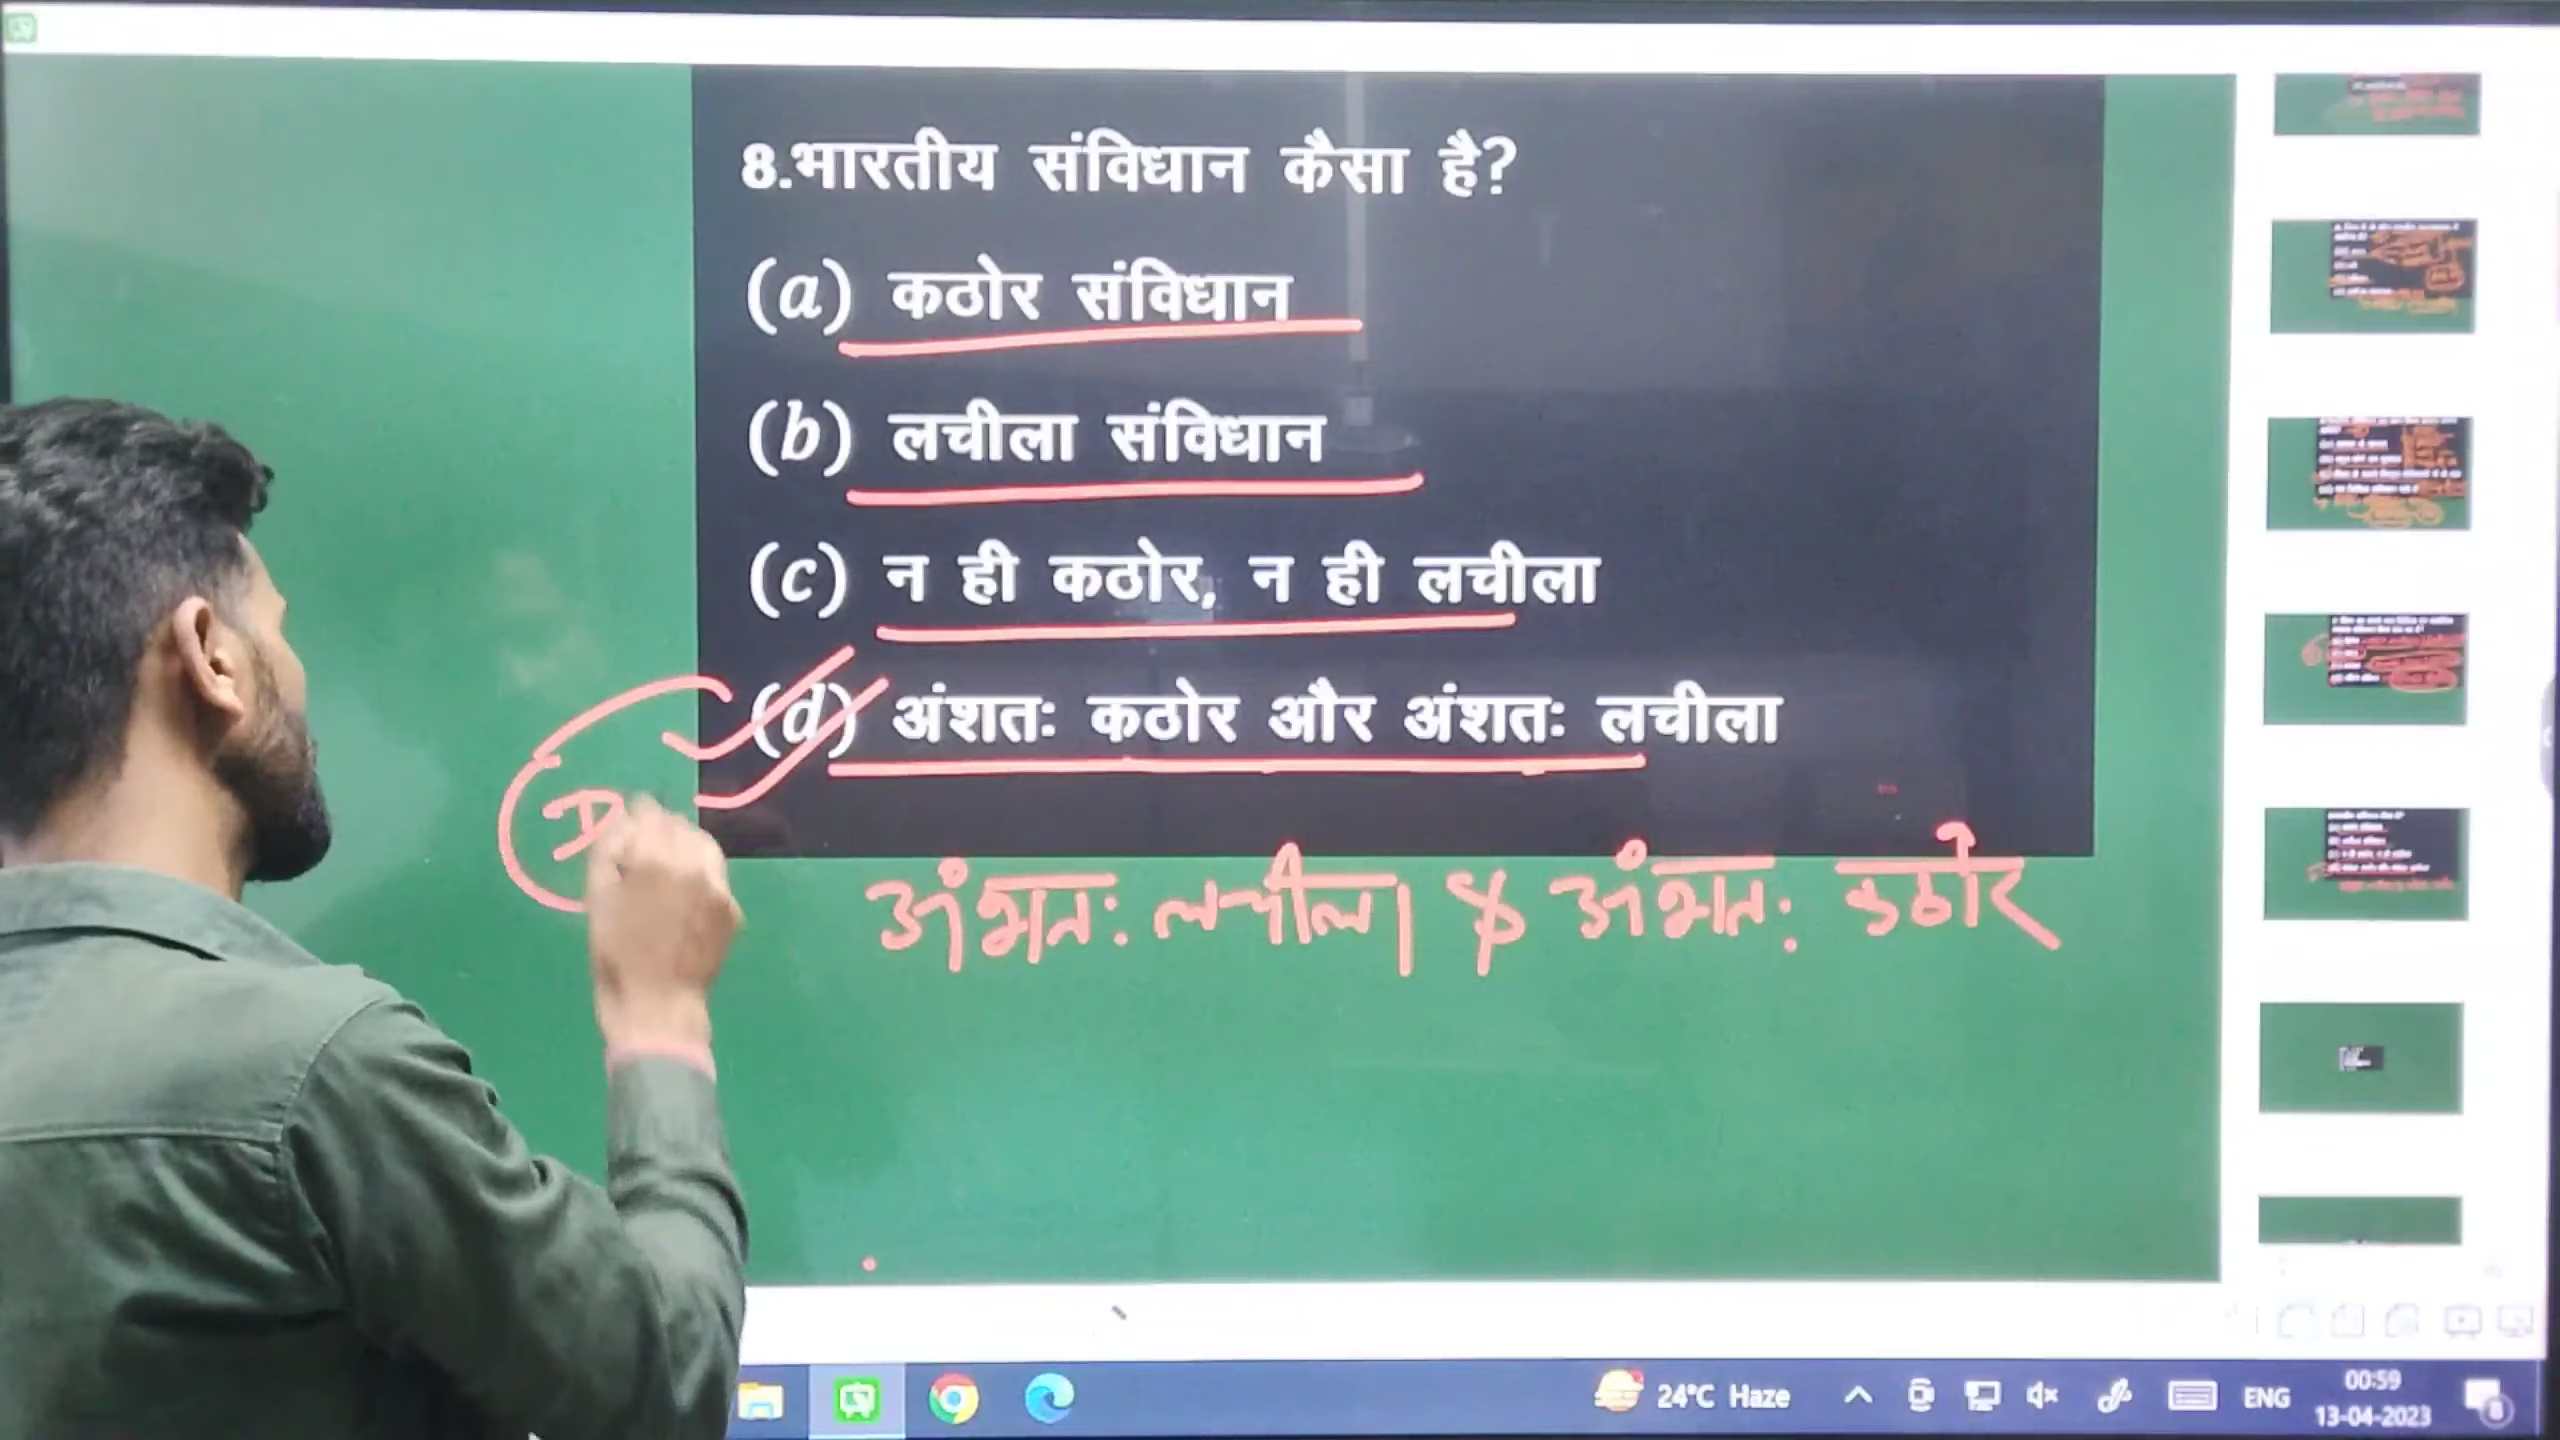 8.भारतीय संविधान कैसा है?
(a) कठोर संविधान
(b) लचीला संविधान
(c) न ही कठोर, न ही लचीला
(d) अंशतः कठोर और अंशतः लचीला
D
अंशतः लचीला & अंशतः कठोर
24°C Haze
ENG
00:59
13-04-2023